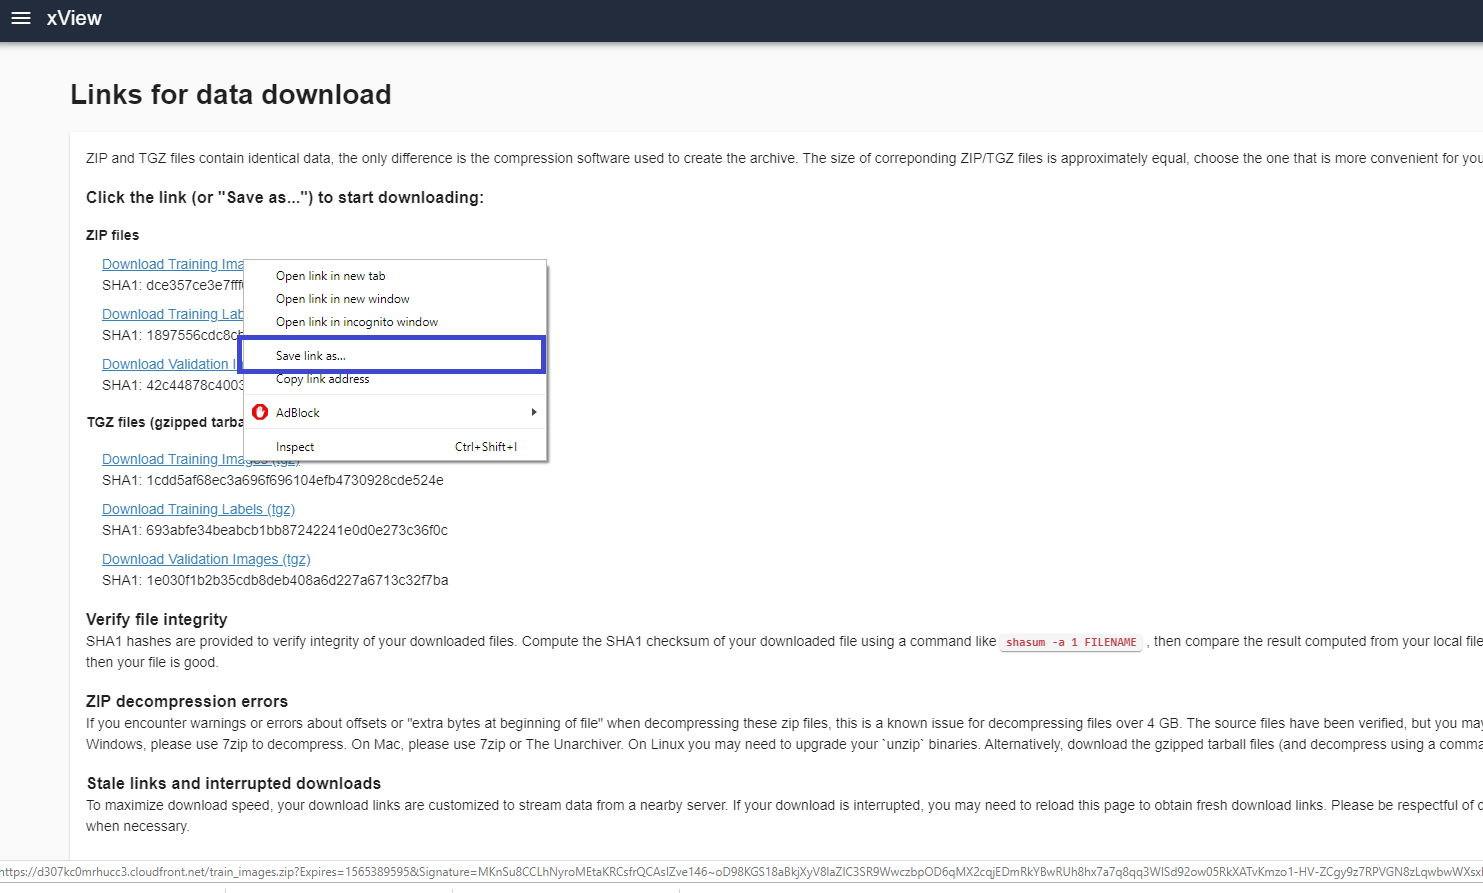 xView
Links for data download
ZIP and TGZ files contain identical data, the only difference is the compression software used to create the archive. The size of correponding ZIP/TGZ files is approximately equal, choose the one that is more convenient for you
Click the link (or "Save as...") to start downloading:
ZIP files
Download Training Ima
SHA1: dce357ce3e7fff
Download Training Lab
SHA1: 1897556cdc8c
Download Validation I
SHA1: 42c44878c4003
Open link in new tab
Open link in new window
Open link in incognito window
Save link as...
Copy link address
AdBlock
Inspect Ctrl+Shift+I
TGZ files (gzipped tarba
Download Training Images (tgz)
SHA1: 1cdd5af68ec3a696f696104efb4730928cde524e
Download Training Labels (tgz)
SHA1: 693abfe34beabcb1bb87242241e0d0e273c36f0c
Download Validation Images (tgz)
SHA1: 1e030f1b2b35cdb8deb408a6d227a6713c32f7ba
Verify file integrity
SHA1 hashes are provided to verify integrity of your downloaded files. Compute the SHA1 checksum of your downloaded file using a command like shasum -a 1 FILENAME , then compare the result computed from your local file
then your file is good.
ZIP decompression errors
If you encounter warnings or errors about offsets or "extra bytes at beginning of file" when decompressing these zip files, this is a known issue for decompressing files over 4 GB. The source files have been verified, but you may
Windows, please use 7zip to decompress. On Mac, please use 7zip or The Unarchiver. On Linux you may need to upgrade your `unzip` binaries. Alternatively, download the gzipped tarball files (and decompress using a comma
Stale links and interrupted downloads
To maximize download speed, your download links are customized to stream data from a nearby server. If your download is interrupted, you may need to reload this page to obtain fresh download links. Please be respectful of
when necessary.
https://d307kc0mrhucc3.cloudfront.net/train_images.zip?Expires=1565389595&Signature=MKnSu8CCLhNyroMEtaKRCsfrQCAslZve146~oD98KGS18aBkjXyV8laZlC3SR9WwczbpOD6qMX2cqjEDmRkYBwRUh8hx7a7q8qq3WlSd92ow05RkXATvKmzo1-HV-ZCgy9z7RPVGN8zLqwbwWXsxl